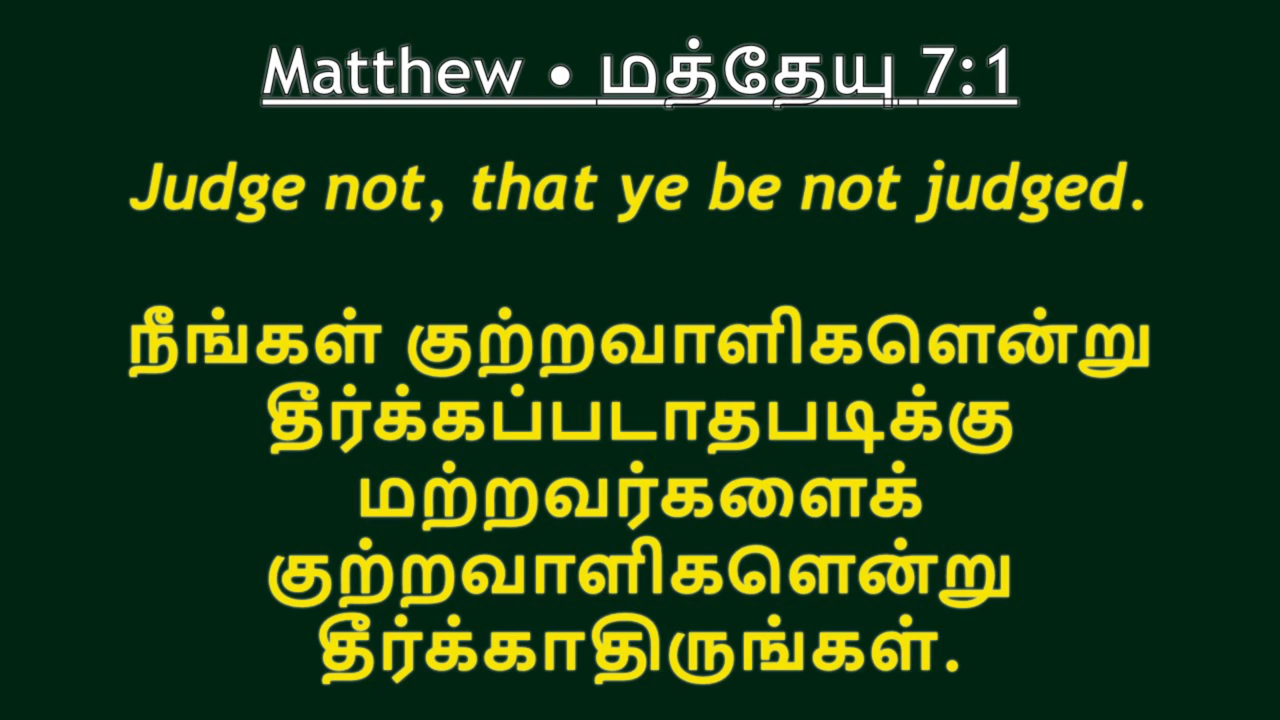 Matthew • மத்தேயு 7:1
Judge not, that ye be not judged.
நீங்கள் குற்றவாளிகளென்று
தீர்க்கப்படாதபடிக்கு
மற்றவர்களைக்
குற்றவாளிகளென்று
தீர்க்காதிருங்கள்.